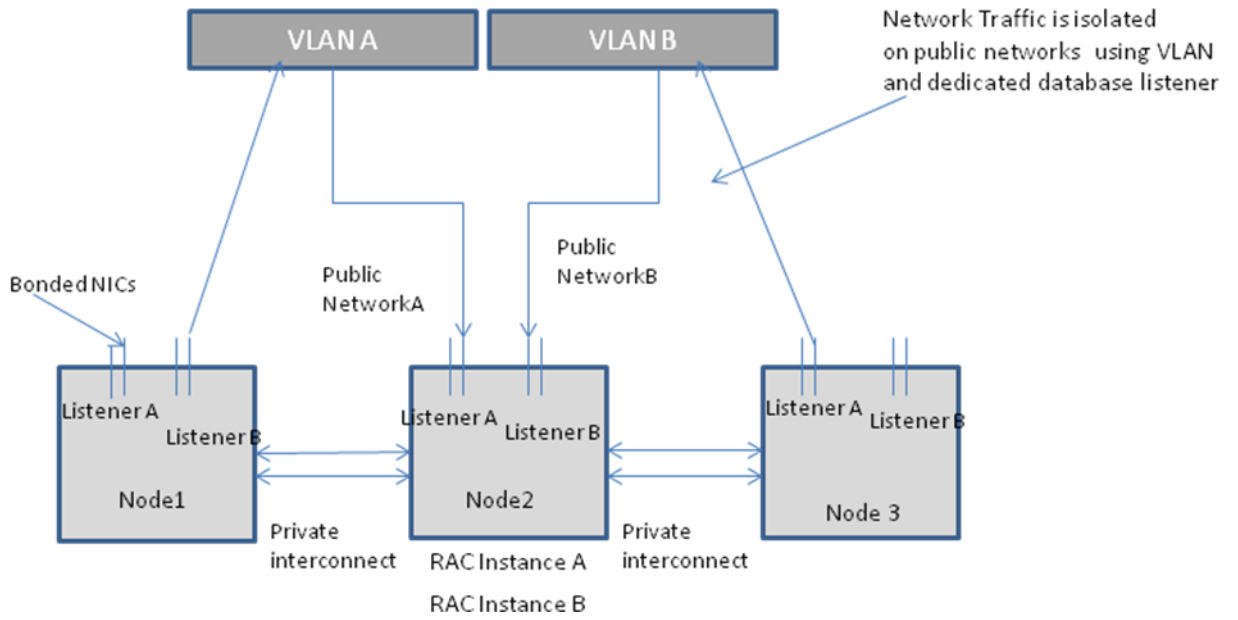 VLAN A
VLAN B
Network Traffic is isolated
on public networks using VLAN
and dedicated database listener
Public
NetworkB
Public
NetworkA
Bonded NICs
Listener A
Listener B
Node1
Listener A
Listener B
Node2
Listener A
Listener B
Node 3
Private
interconnect
Private
interconnect
RAC Instance A
RAC Instance B